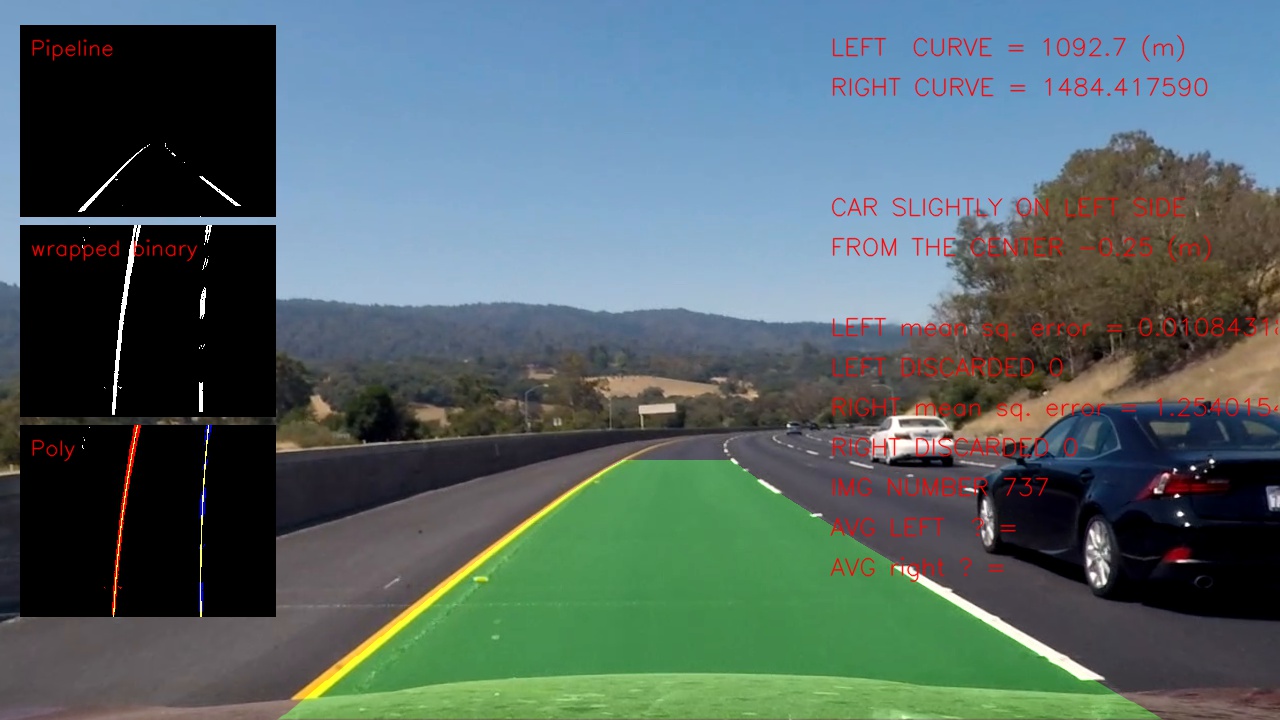 Pipeline
wrapped binary
Poly
LEFT CURVE = 1092.7 (m)
RIGHT CURVE = 1484.417590
CAR SLIGHTLY ON LEFT SIDE
FROM THE CENTER -0.25 (m)
LEFT mean sq. error = 0.0108431
LEFT DISCARDED 0
RIGHT mean sq. error = 1.254015
RIGHT DISCARDED 0
IMG NUMBER 737
AVG LEFT ? =
AVG right ? =